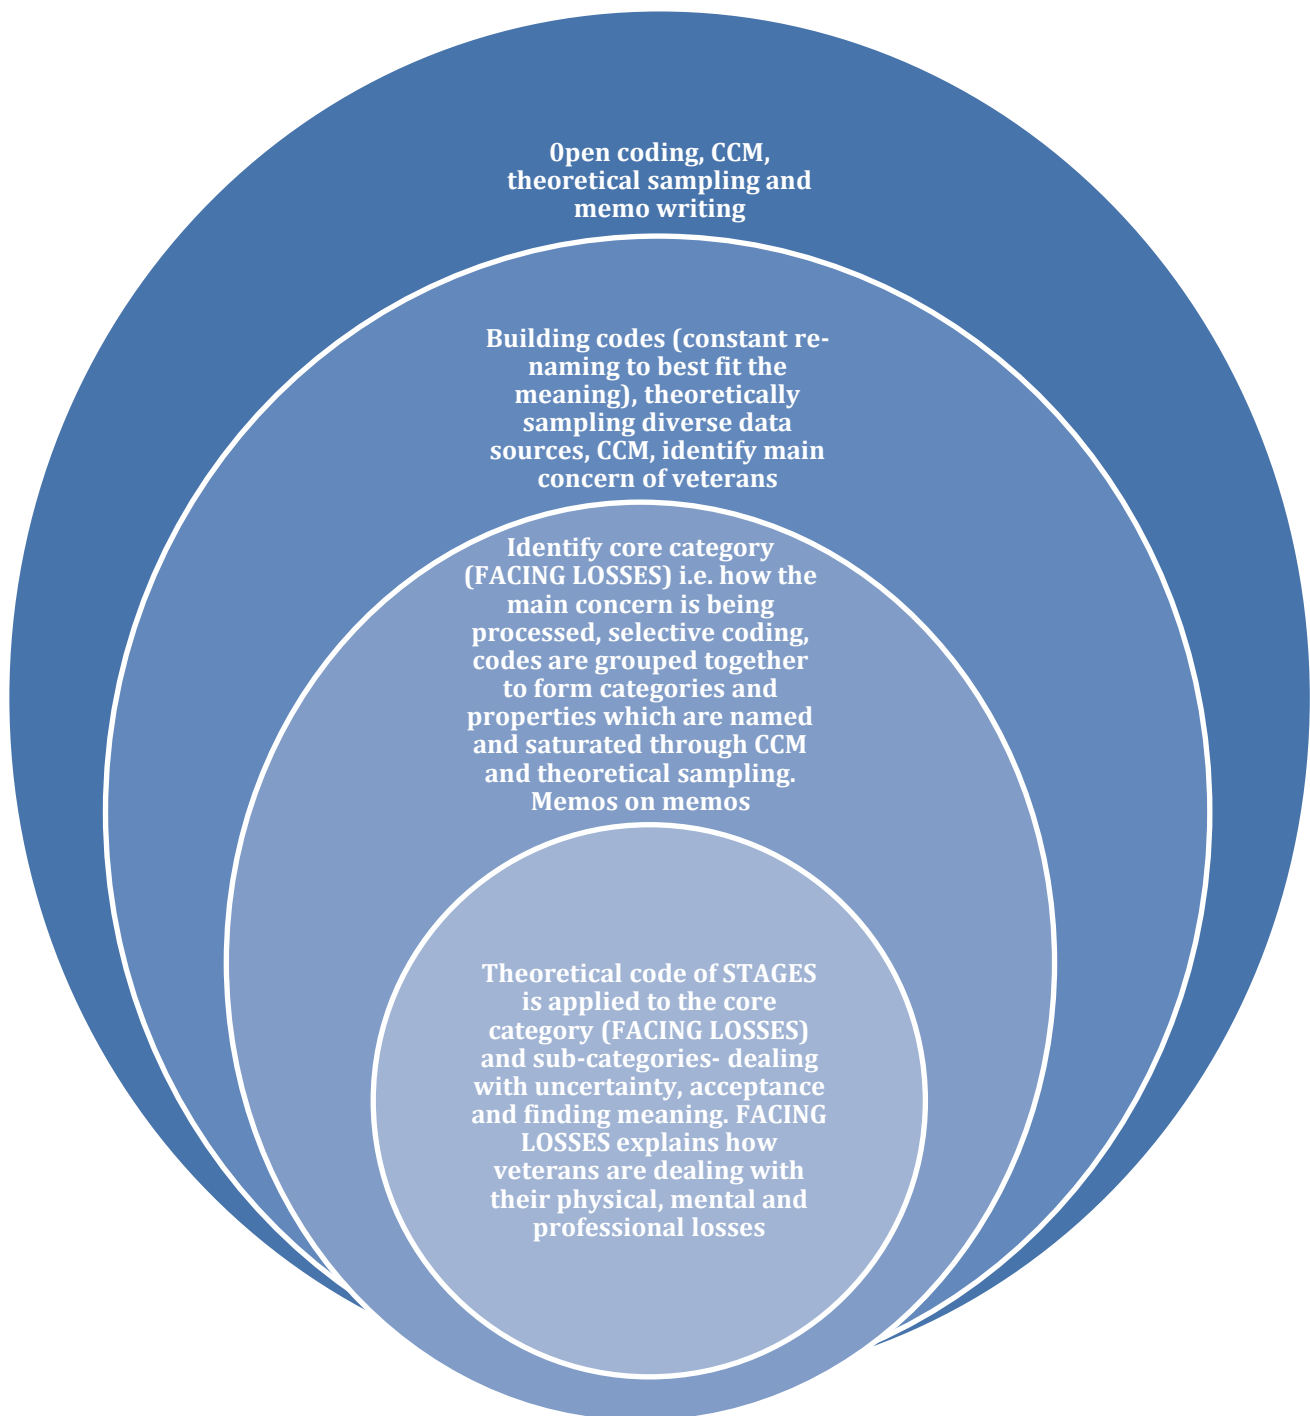 0pen coding, CCM,
theoretical sampling and
memo writing
Building codes (constant re-
naming to best fit the
meaning), theoretically
sampling diverse data
sources, CCM, identify main
concern of veterans
Identify core category
(FACING LOSSES) i.e. how the
main concern is being
processed, selective coding,
codes are grouped together
to form categories and
properties which are named
and saturated through CCM
and theoretical sampling.
Memos on memos
Theoretical code of STAGES
is applied to the core
category (FACING LOSSES)
and sub-categories- dealing
with uncertainty, acceptance
and finding meaning. FACING
LOSSES explains how
veterans are dealing with
their physical, mental and
professional losses